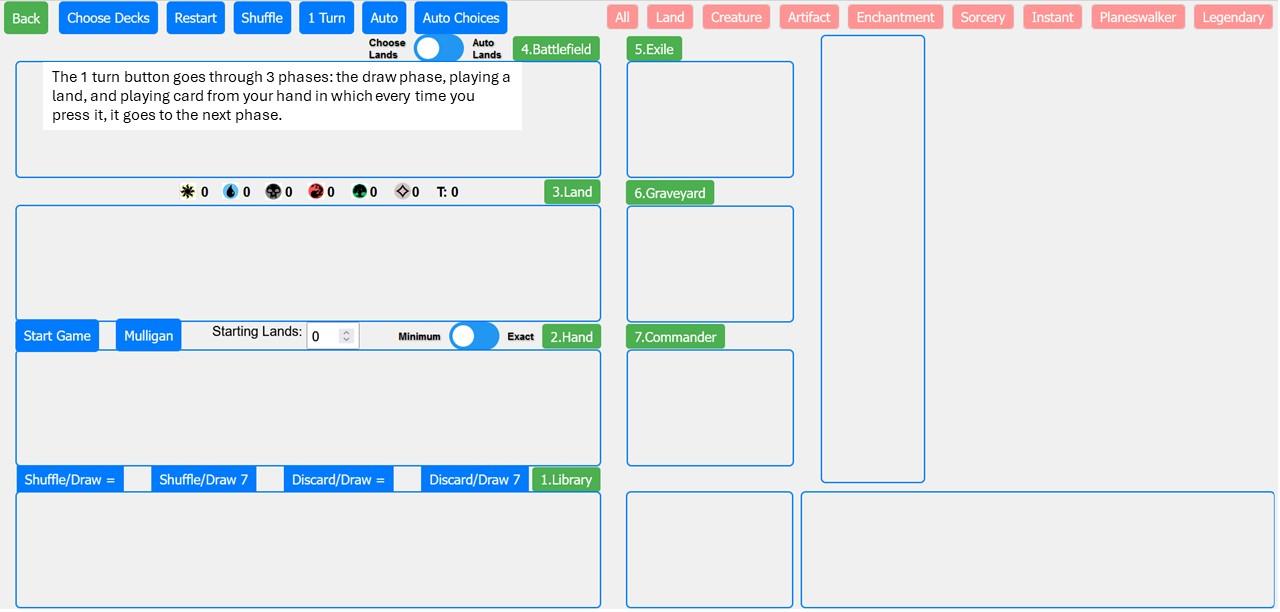 Back Choose Decks Restart Shuffle 1 Turn Auto Auto Choices All Land Creature Artifact Enchantment Sorcery Instant Planeswalker Legendary
Choose Lands Auto Lands 4.Battlefield 5.Exile
The 1 turn button goes through 3 phases: the draw phase, playing a
land, and playing card from your hand in which every time you
press it, it goes to the next phase.
0 0 0 0 0 0 T: 0 3.Land 6.Graveyard
Start Game Mulligan Starting Lands: 0 Minimum Exact 2.Hand 7.Commander
Shuffle/Draw = Shuffle/Draw 7 Discard/Draw = Discard/Draw 7 1.Library